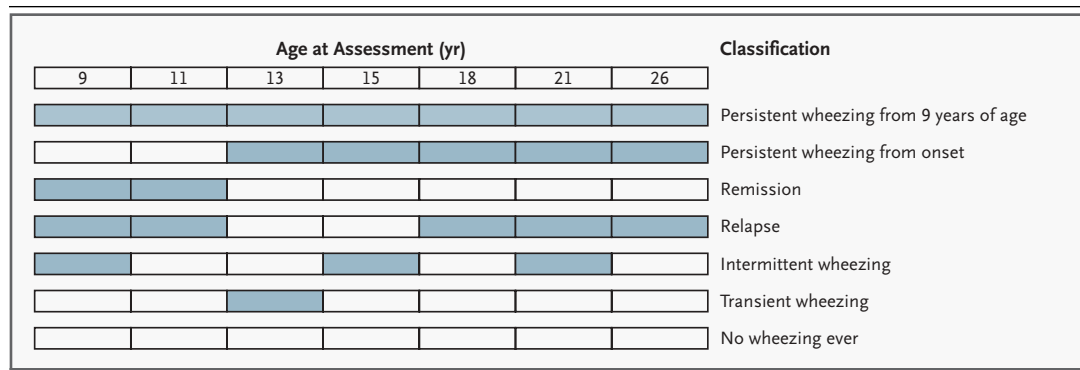 Age at Assessment (yr) Classification
9 11 13 15 18 21 26
Persistent wheezing from 9 years of age
Persistent wheezing from onset
Remission
Relapse
Intermittent wheezing
Transient wheezing
No wheezing ever